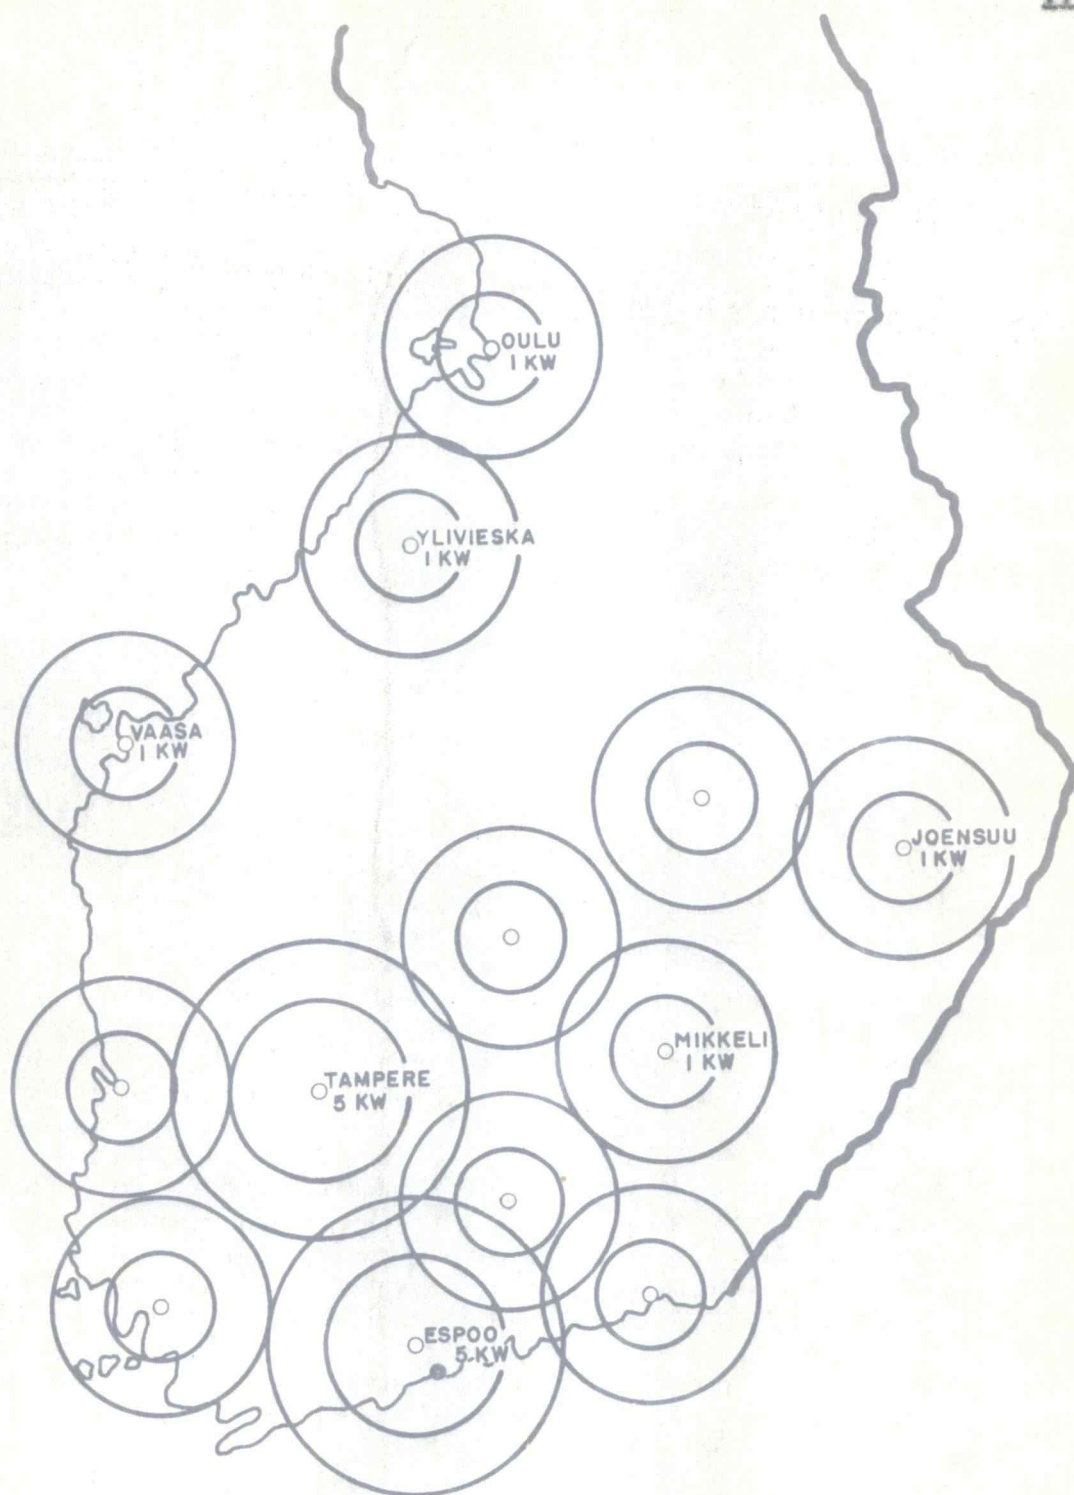 OULU
1 KW
YLIVIESKA
1 KW
VAASA
1 KW
JOENSUU
1 KW
MIKKELI
1 KW
TAMPERE
5 KW
ESPOO
5 KW